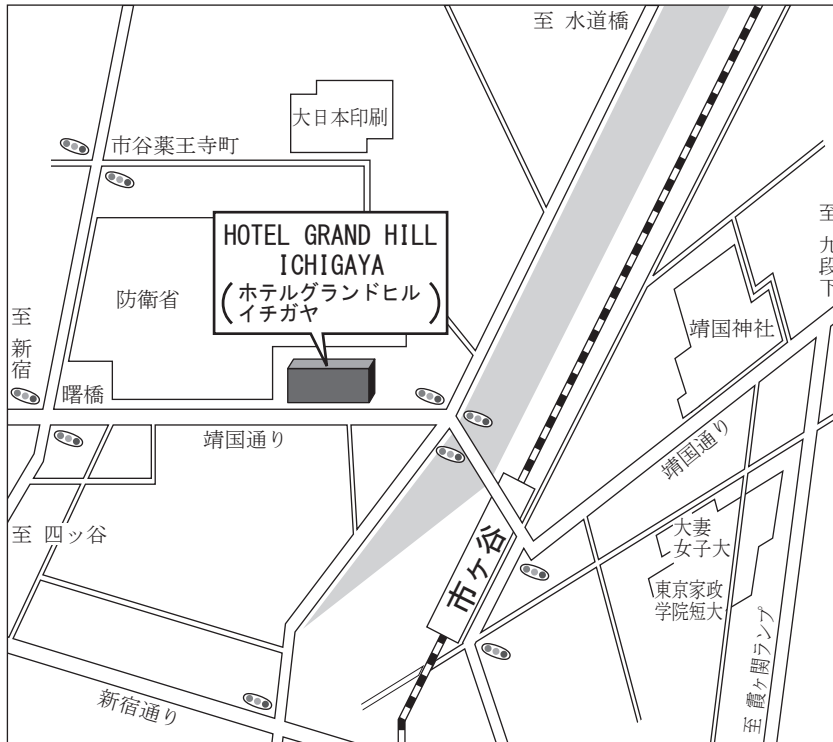 至 水道橋
大日本印刷
市谷薬王寺町
HOTEL GRAND HILL
ICHIGAYA
(ホテルグランドヒル
イチガヤ)
防衛省
至 新宿
至 九段下
靖国神社
曙橋
靖国通り
靖国通り
至 四ッ谷
市ヶ谷
大妻
女子大
東京家政
学院短大
新宿通り
至 霞ヶ関ランプ